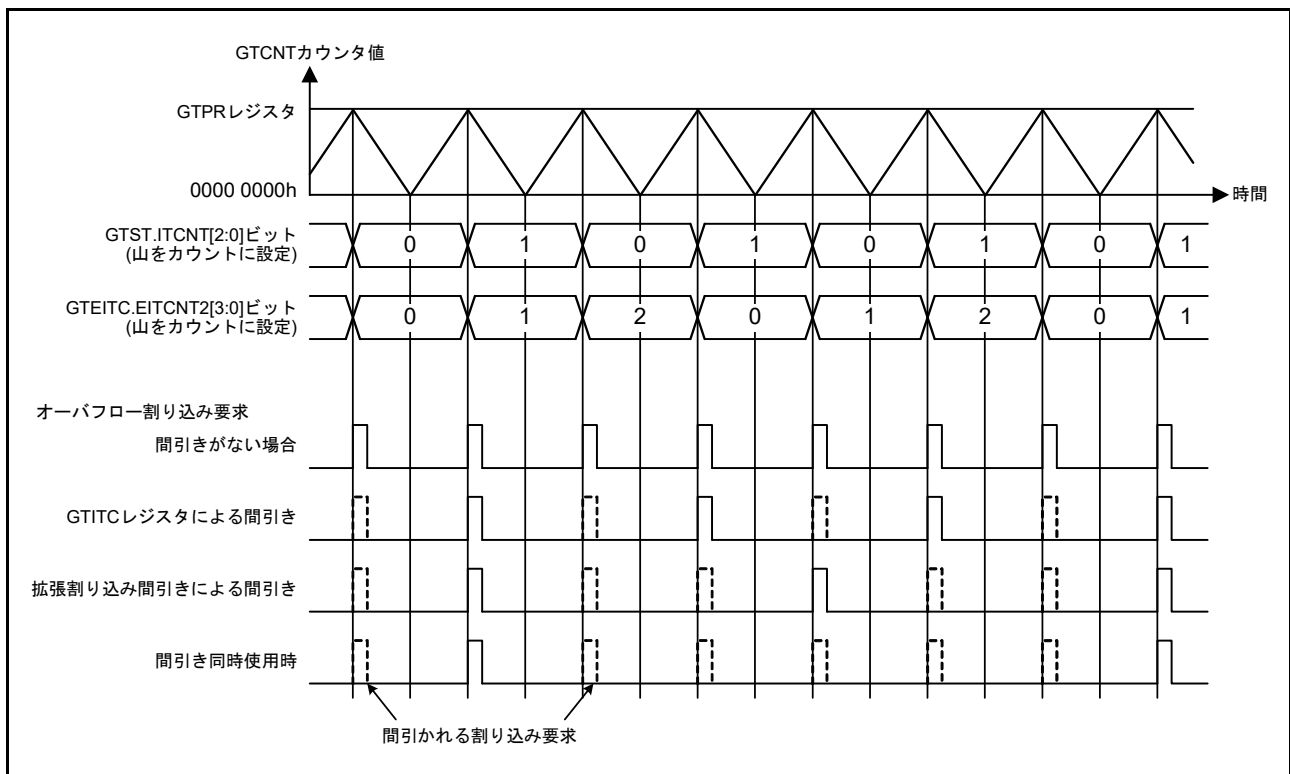 GTCNTカウンタ値
GTPRレジスタ
0000 0000h
時間
GTST.ITCNT[2:0]ビット
(山をカウントに設定)
0 1 0 1 0 1 0 1
GTEITC.EITCNT2[3:0]ビット
(山をカウントに設定)
0 1 2 0 1 2 0 1
オーバフロー割り込み要求
間引きがない場合
GTITCレジスタによる間引き
拡張割り込み間引きによる間引き
間引き同時使用時
間引かれる割り込み要求